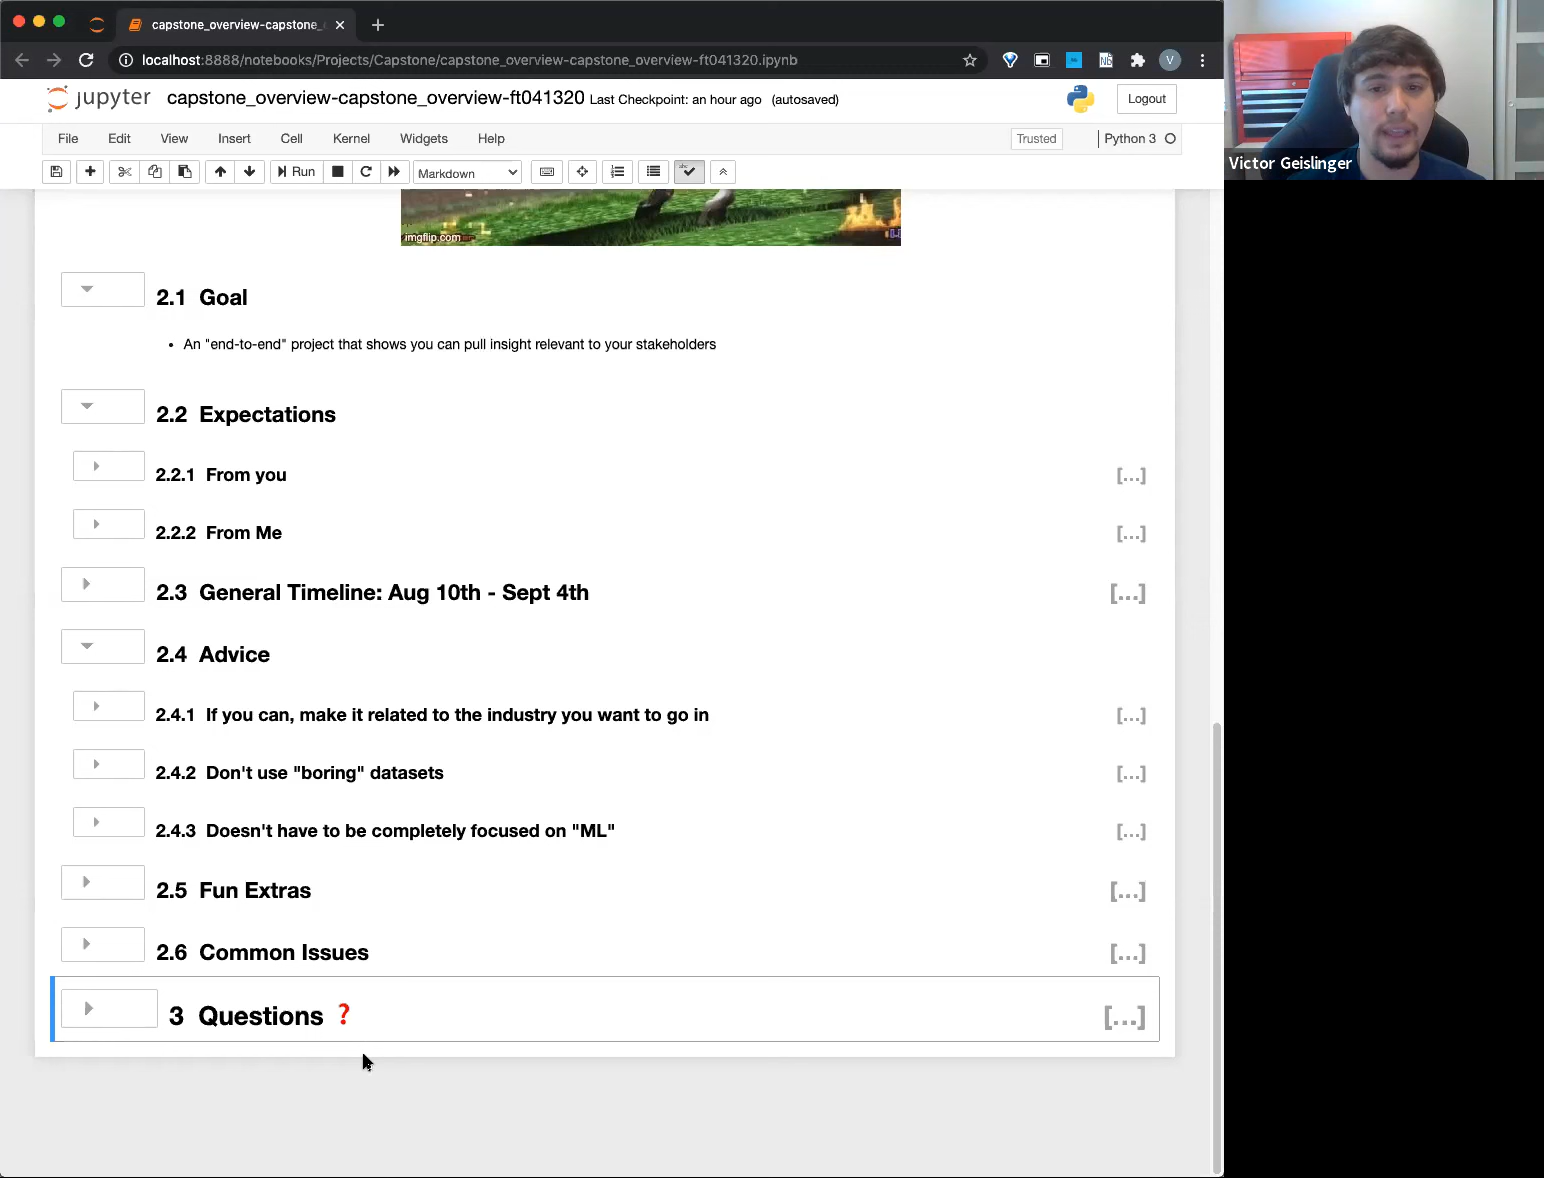 capstone_overview-capstone_
localhost:8888/notebooks/Projects/Capstone/capstone_overview-capstone_overview-ft041320.ipynb
V
jupyter capstone_overview-capstone_overview-ft041320 Last Checkpoint: an hour ago (autosaved)
Logout
File Edit View Insert Cell Kernel Widgets Help
Trusted
Python 3
Run
Markdown
Victor Geislinger
imgflip.com
2.1 Goal
• An "end-to-end" project that shows you can pull insight relevant to your stakeholders
2.2 Expectations
2.2.1 From you [...]
2.2.2 From Me [...]
2.3 General Timeline: Aug 10th - Sept 4th [...]
2.4 Advice
2.4.1 If you can, make it related to the industry you want to go in [...]
2.4.2 Don't use "boring" datasets [...]
2.4.3 Doesn't have to be completely focused on "ML" [...]
2.5 Fun Extras [...]
2.6 Common Issues [...]
3 Questions ❓ [...]